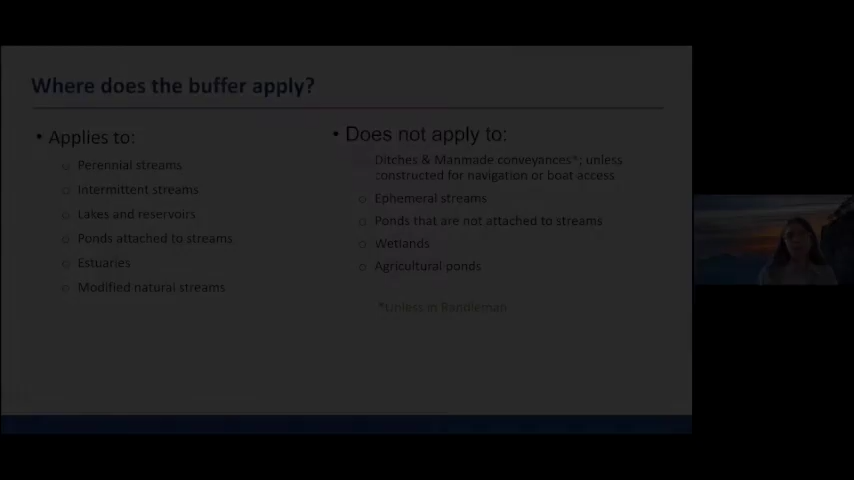 Where does the buffer apply?
• Applies to:
○ Perennial streams
○ Intermittent streams
○ Lakes and reservoirs
○ Ponds attached to streams
○ Estuaries
○ Modified natural streams
• Does not apply to:
Ditches & Manmade conveyances*; unless
constructed for navigation or boat access
○ Ephemeral streams
○ Ponds that are not attached to streams
○ Wetlands
○ Agricultural ponds
*Unless in Randleman